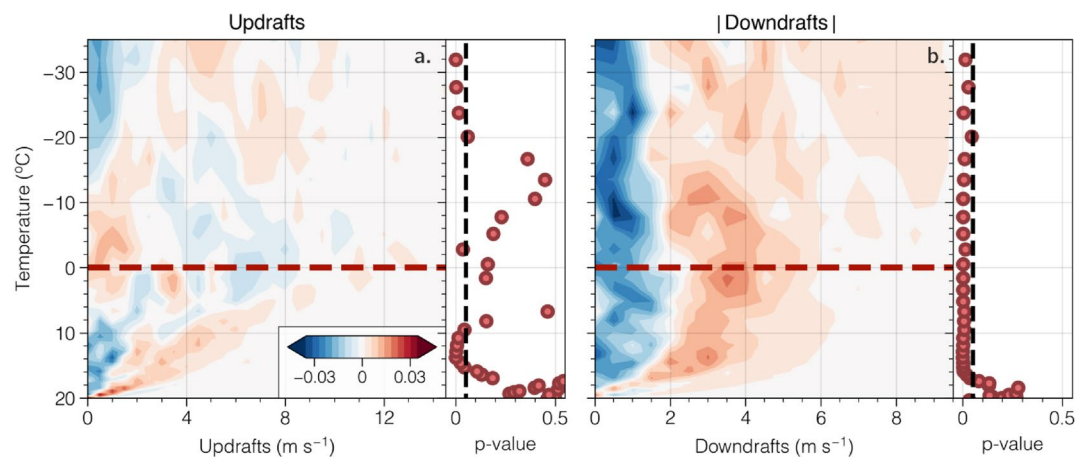 Updrafts
|Downdrafts|
a.
b.
Temperature (ºC)
−30
−20
−10
0
10
20
−0.03 0 0.03
0 4 8 12
0 0.5
0 2 4 6 8
0 0.5
Updrafts (m s⁻¹)
p-value
Downdrafts (m s⁻¹)
p-value